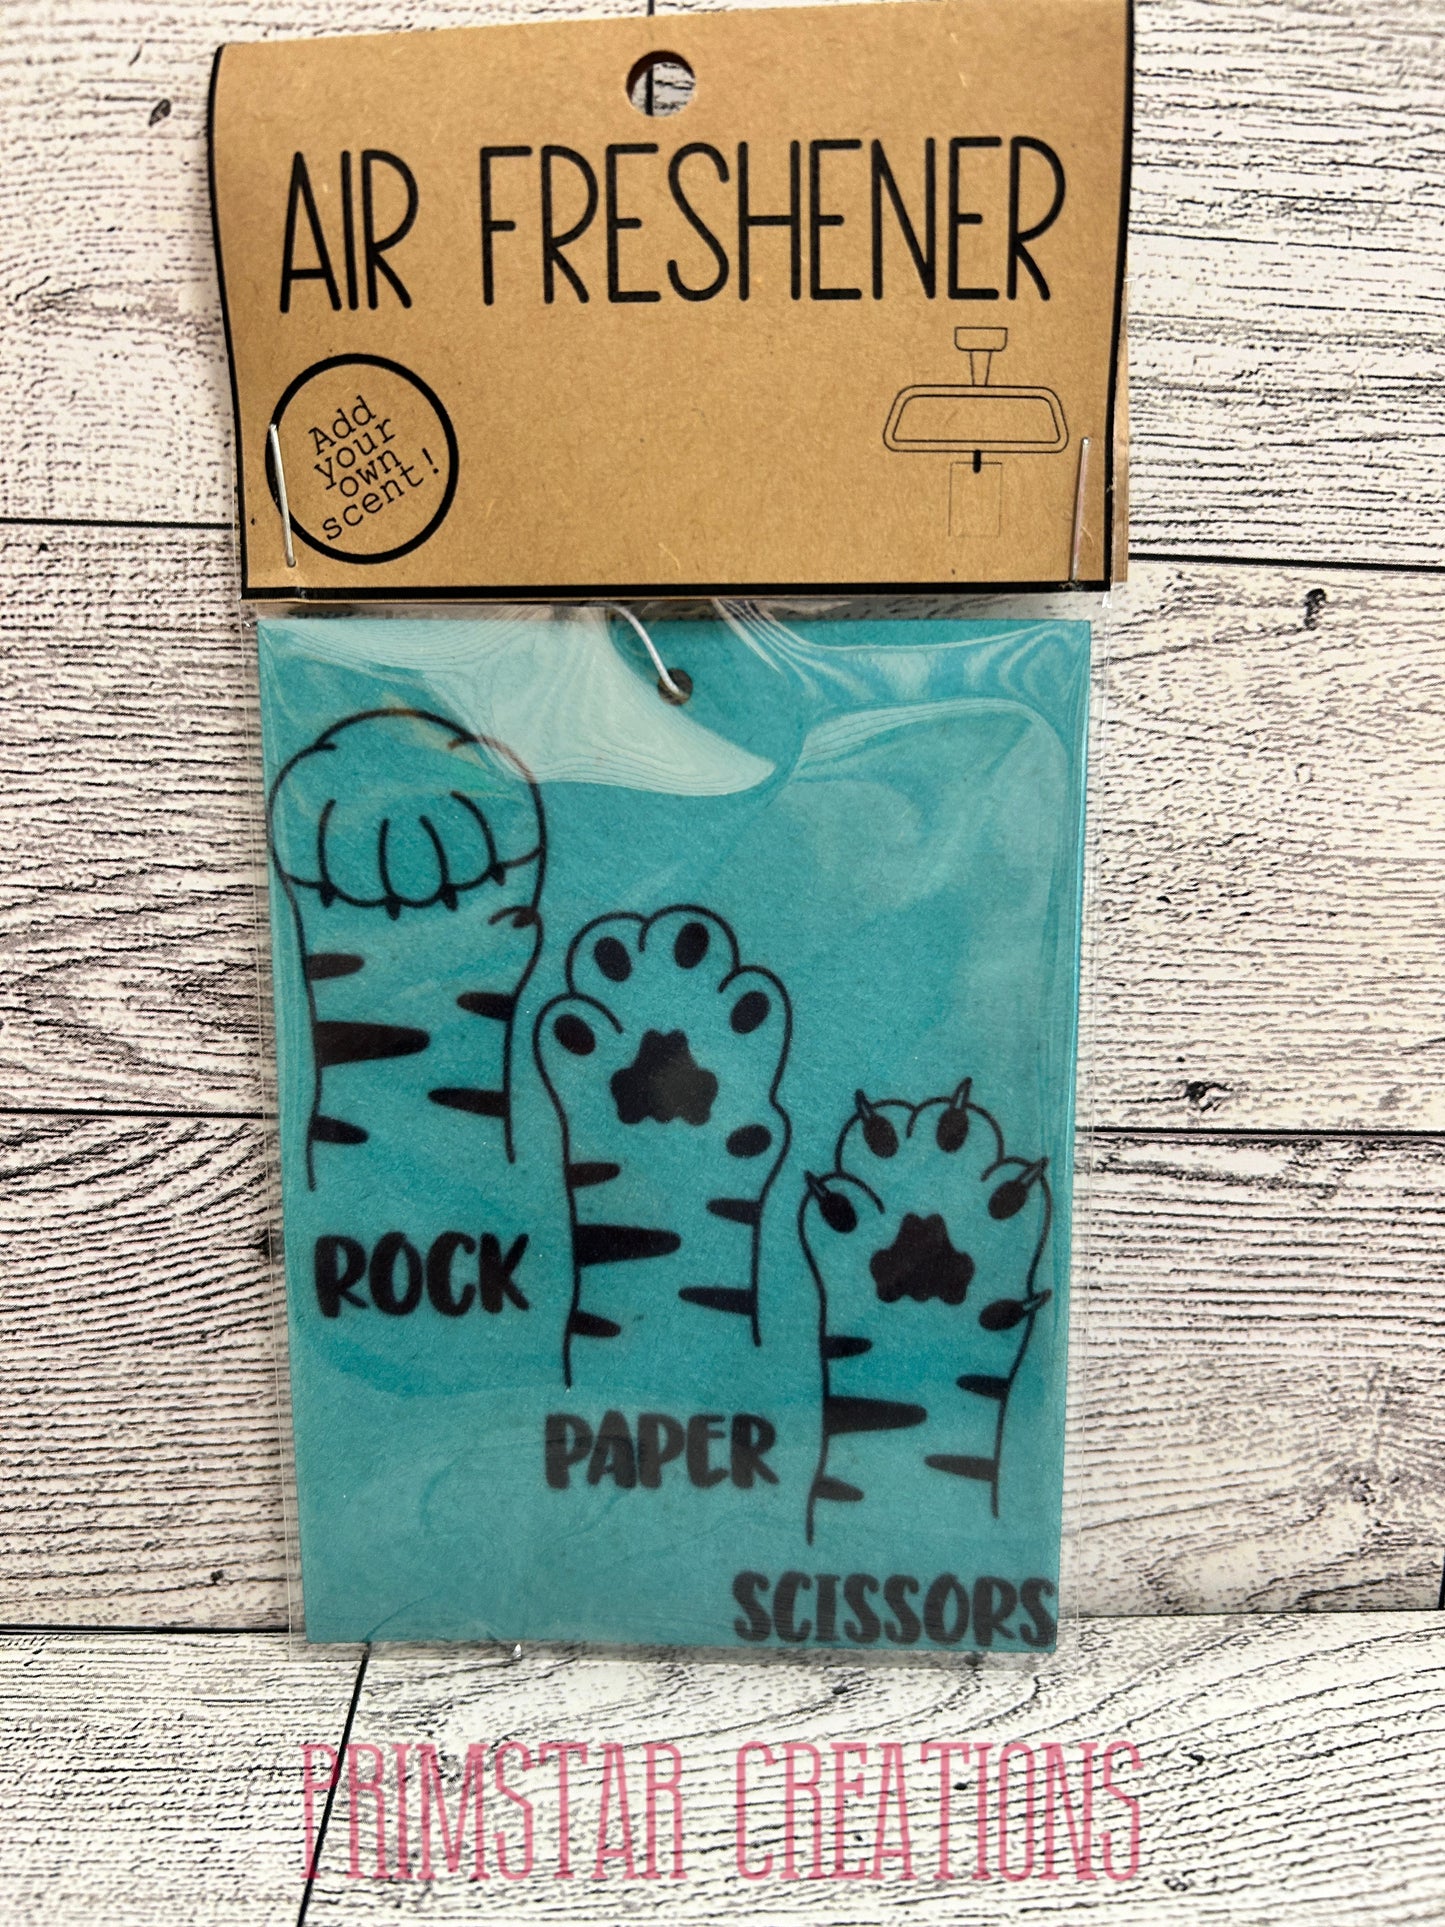 AIR FRESHENER
Add
your
own
scent!
ROCK
PAPER
SCISSORS
PRIMSTAR CREATIONS